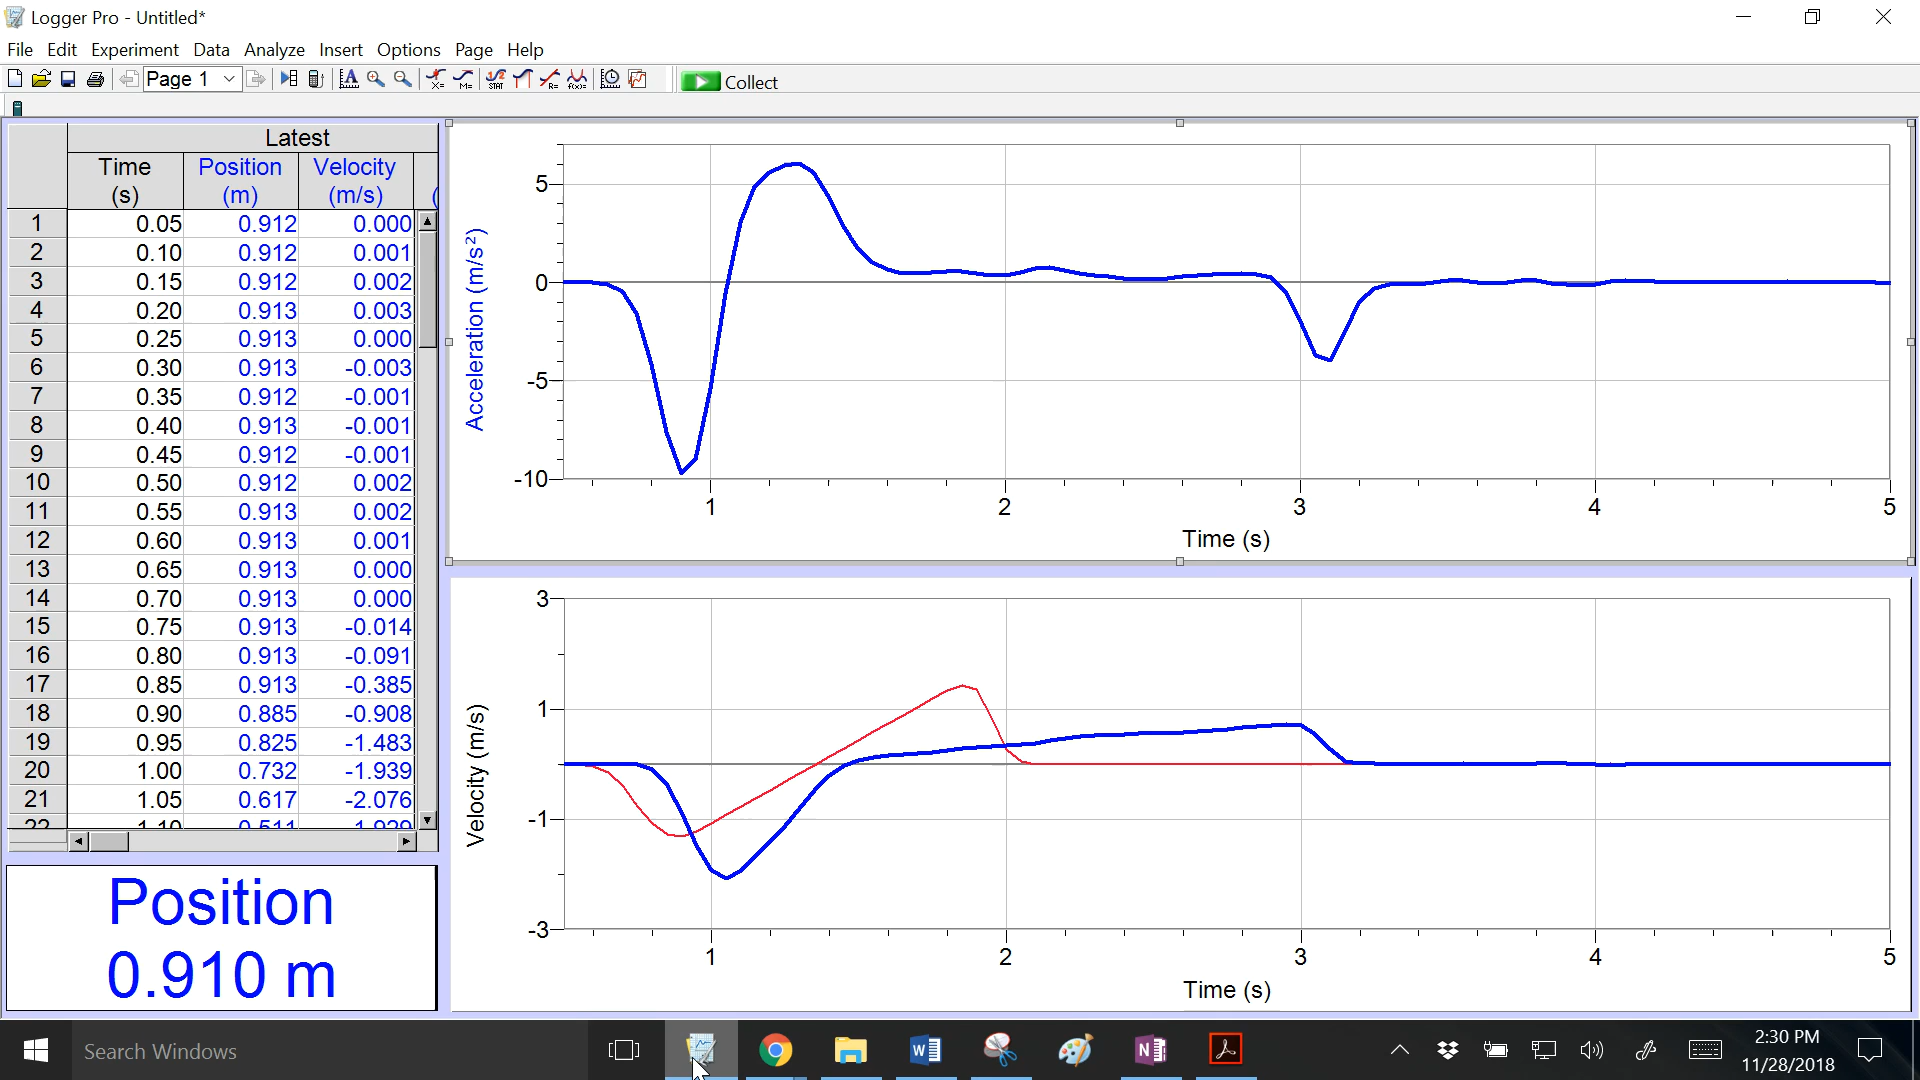 Logger Pro - Untitled*
File Edit Experiment Data Analyze Insert Options Page Help
Page 1
Collect
Latest
Time (s) Position (m) Velocity (m/s) (
1 0.05 0.912 0.000
2 0.10 0.912 0.001
3 0.15 0.912 0.002
4 0.20 0.913 0.003
5 0.25 0.913 0.000
6 0.30 0.913 -0.003
7 0.35 0.912 -0.001
8 0.40 0.913 -0.001
9 0.45 0.912 -0.001
10 0.50 0.912 0.002
11 0.55 0.913 0.002
12 0.60 0.913 0.001
13 0.65 0.913 0.000
14 0.70 0.913 0.000
15 0.75 0.913 -0.014
16 0.80 0.913 -0.091
17 0.85 0.913 -0.385
18 0.90 0.885 -0.908
19 0.95 0.825 -1.483
20 1.00 0.732 -1.939
21 1.05 0.617 -2.076
22 1.10 0.511 -1.929
Position
0.910 m
Acceleration (m/s²)
5
0
-5
-10
1 2 3 4 5
Time (s)
Velocity (m/s)
3
1
-1
-3
1 2 3 4 5
Time (s)
Search Windows
2:30 PM
11/28/2018